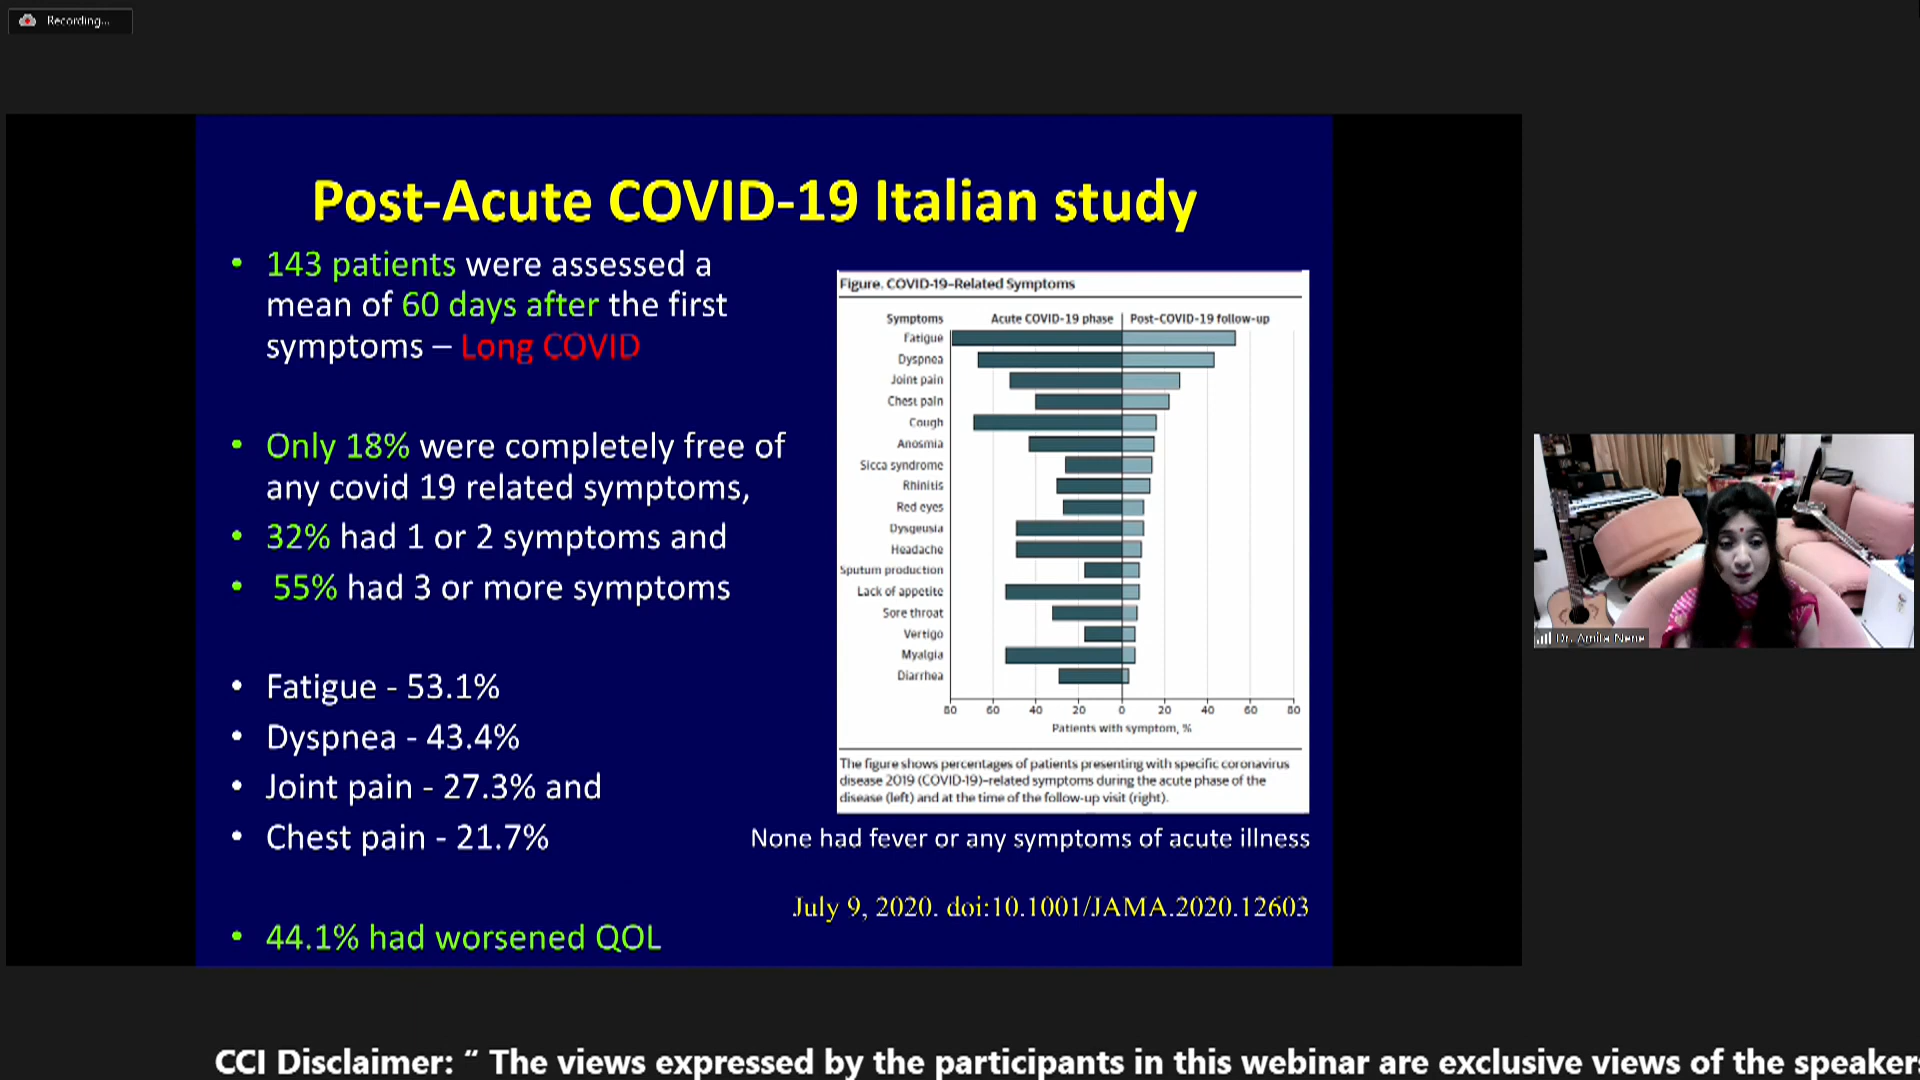 Recording...
Post-Acute COVID-19 Italian study
• 143 patients were assessed a
mean of 60 days after the first
symptoms – Long COVID
• Only 18% were completely free of
any covid 19 related symptoms,
• 32% had 1 or 2 symptoms and
• 55% had 3 or more symptoms
• Fatigue - 53.1%
• Dyspnea - 43.4%
• Joint pain - 27.3% and
• Chest pain - 21.7%
• 44.1% had worsened QOL
Figure. COVID-19–Related Symptoms
Symptoms Acute COVID-19 phase Post-COVID-19 follow-up
Fatigue
Dyspnea
Joint pain
Chest pain
Cough
Anosmia
Sicca syndrome
Rhinitis
Red eyes
Dysgeusia
Headache
Sputum production
Lack of appetite
Sore throat
Vertigo
Myalgia
Diarrhea
80 60 40 20 0 20 40 60 80
Patients with symptom, %
The figure shows percentages of patients presenting with specific coronavirus
disease 2019 (COVID-19)–related symptoms during the acute phase of the
disease (left) and at the time of the follow-up visit (right).
None had fever or any symptoms of acute illness
July 9, 2020. doi:10.1001/JAMA.2020.12603
Dr. Amita Nene
CCI Disclaimer: “ The views expressed by the participants in this webinar are exclusive views of the speakers